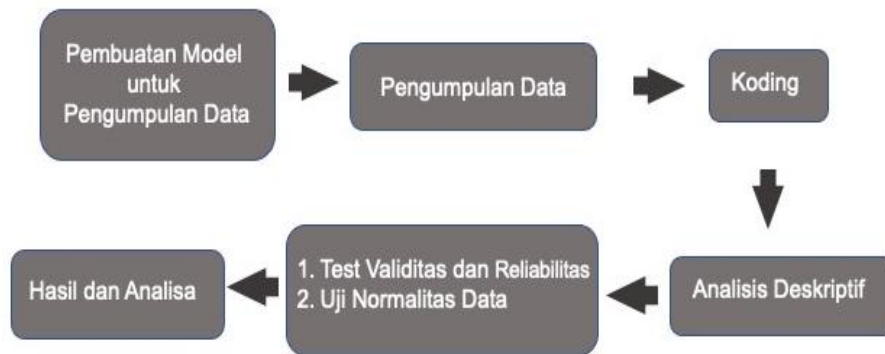 Pembuatan Model
untuk
Pengumpulan Data
Pengumpulan Data
Koding
Analisis Deskriptif
1. Test Validitas dan Reliabilitas
2. Uji Normalitas Data
Hasil dan Analisa